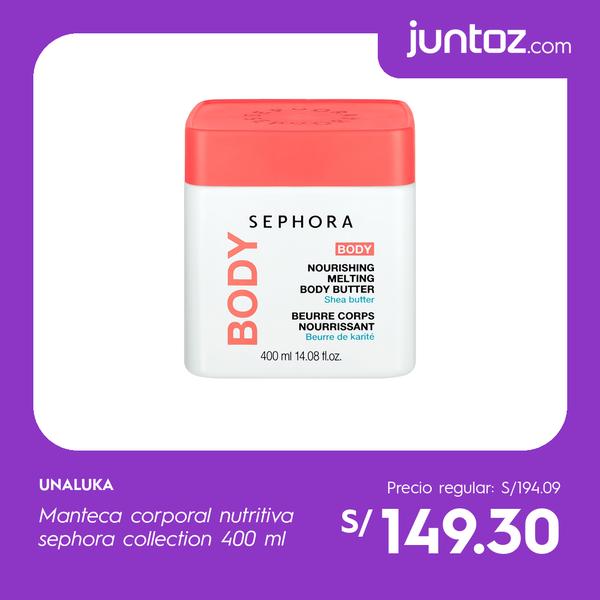 juntoz.com
SEPHORA
BODY
BODY
NOURISHING
MELTING
BODY BUTTER
Shea butter
BEURRE CORPS
NOURRISSANT
Beurre de karité
400 ml 14.08 fl.oz.
UNALUKA
Manteca corporal nutritiva
sephora collection 400 ml
Precio regular: S/194.09
S/149.30